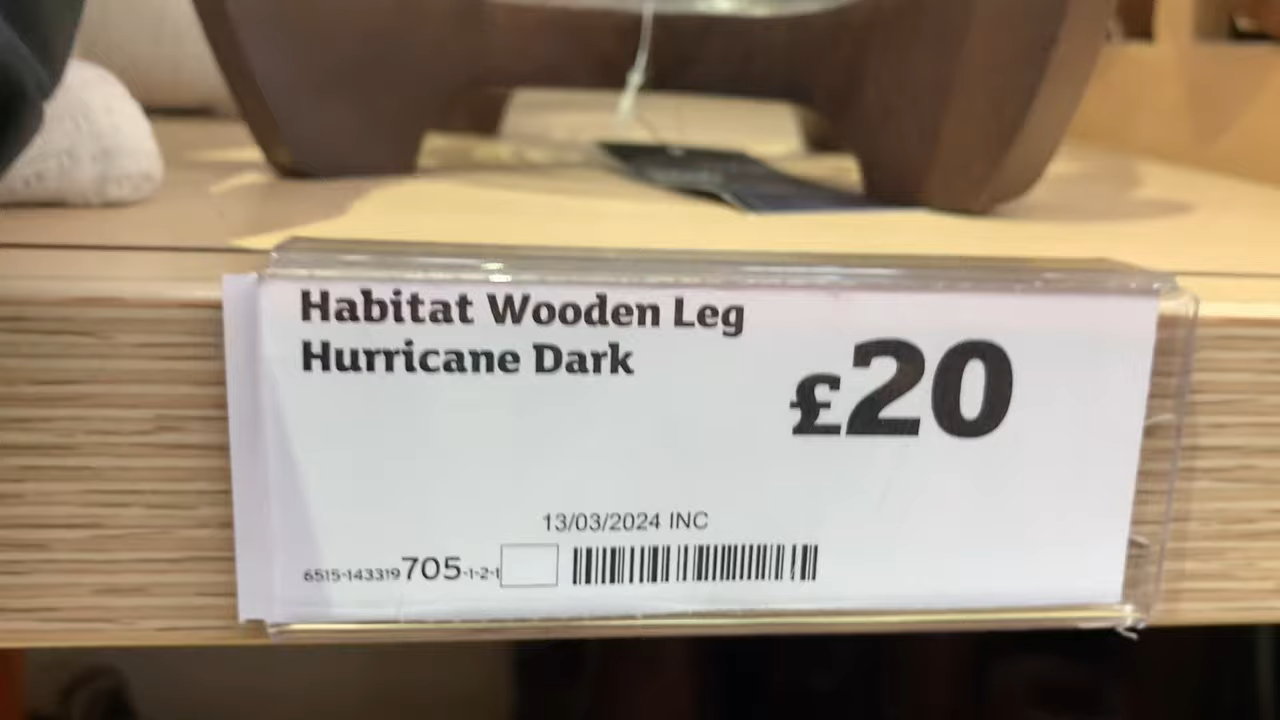 Habitat Wooden Leg
Hurricane Dark
£20
13/03/2024 INC
6515-143319705-1-2-1